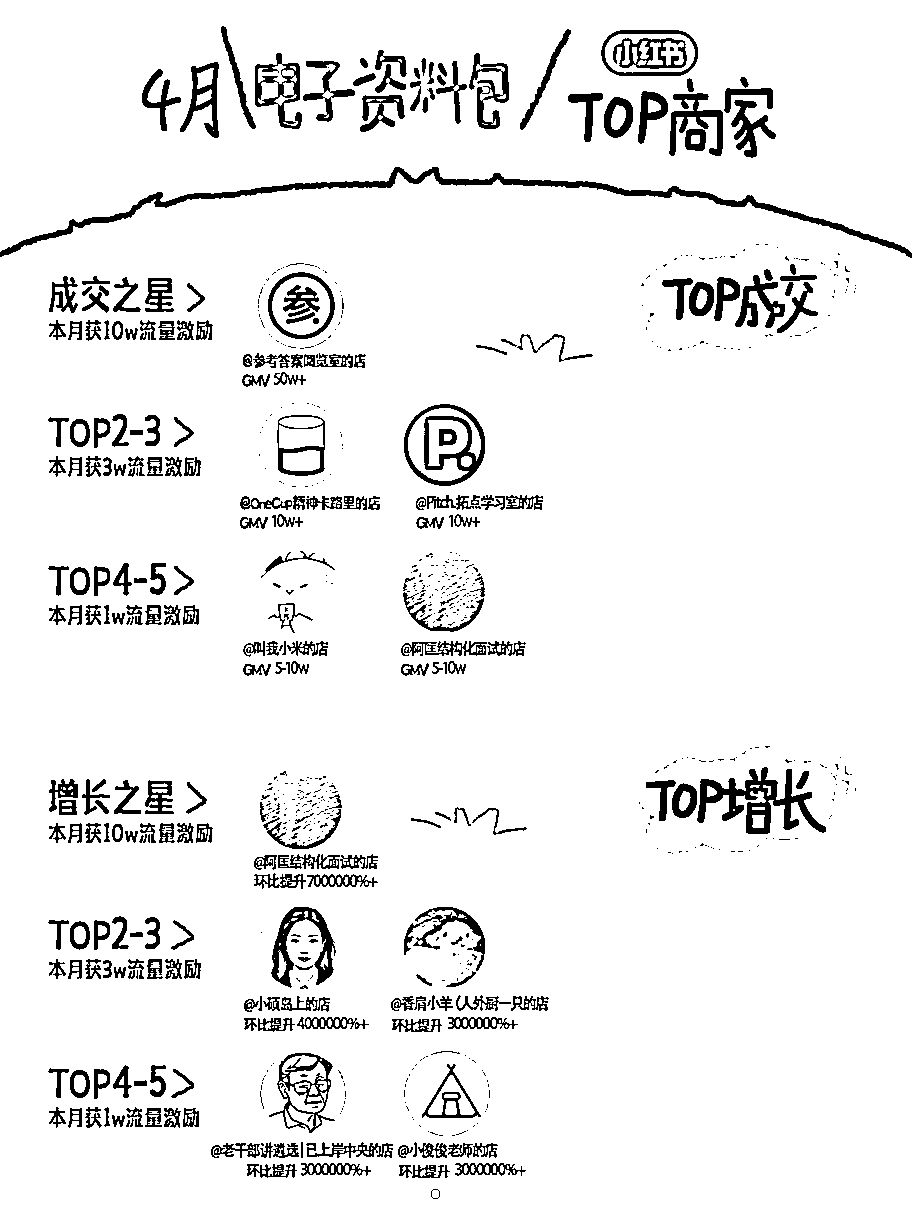 4月\电子资料包/
小红书
TOP商家
TOP成交
成交之星 >
本月获10w流量激励
参
@参考答案阅览室的店
GMV 50w+
TOP2-3 >
本月获3w流量激励
P.
@OneCup精神卡路里的店
GMV 10w+
@Pitch.拓点学习室的店
GMV 10w+
TOP4-5>
本月获1w流量激励
@叫我小米的店
GMV 5-10w
@阿匡结构化面试的店
GMV 5-10w
TOP增长
增长之星 >
本月获10w流量激励
@阿匡结构化面试的店
环比提升7000000%+
TOP2-3 >
本月获3w流量激励
@小硕岛上的店
环比提升 4000000%+
@香肩小羊(人外厨一只的店
环比提升 3000000%+
TOP4-5>
本月获1w流量激励
@老干部讲遴选|已上岸中央的店
环比提升 3000000%+
@小俊俊老师的店
环比提升 3000000%+